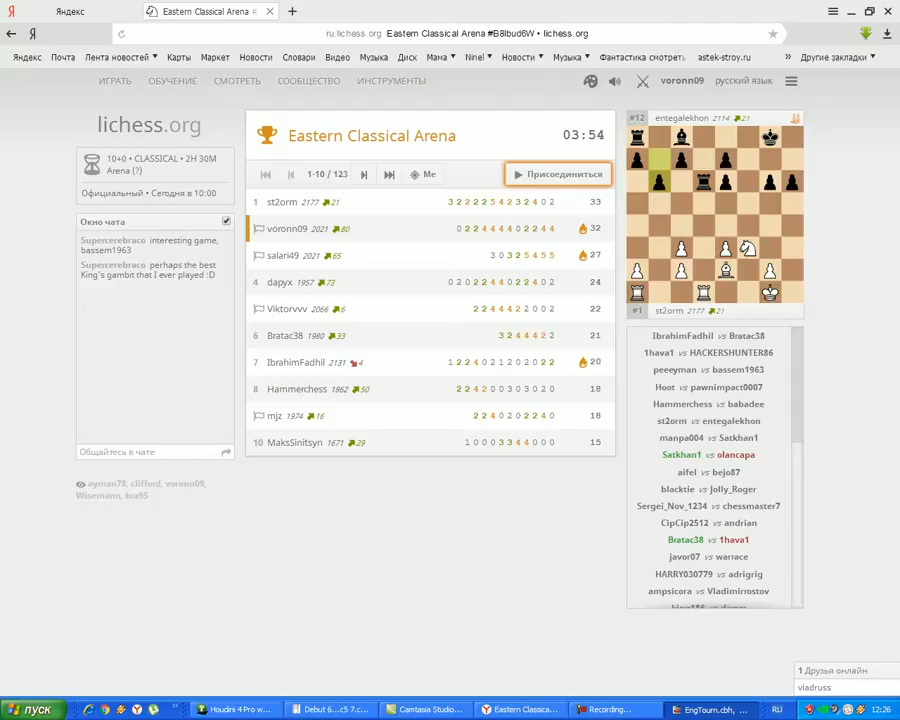 Яндекс
Eastern Classical Arena #
ru.lichess.org Eastern Classical Arena #B8lbud6W • lichess.org
Яндекс Почта Лента новостей Карты Маркет Новости Словари Видео Музыка Диск Мама Ninel Новости Музыка Фантастика смотреть astek-stroy.ru » Другие закладки
ИГРАТЬ ОБУЧЕНИЕ СМОТРЕТЬ СООБЩЕСТВО ИНСТРУМЕНТЫ voronn09 русский язык
lichess.org
10+0 • CLASSICAL • 2H 30M
Arena (?)
Официальный • Сегодня в 10:00
Окно чата
Supercerebraco interesting game,
bassem1963
Supercerebraco perhaps the best
King's gambit that I ever played :D
Общайтесь в чате
ayman78, clifford, voronn09,
Wisemann, bra95
Eastern Classical Arena 03:54
1-10 / 123 Me Присоединиться
1 st2orm 2177 21 3 2 2 2 2 5 4 2 3 2 4 0 2 33
voronn09 2021 80 0 2 2 4 4 4 4 0 2 2 4 4 32
salari49 2021 65 3 0 3 2 5 4 5 5 27
4 dapyx 1957 73 0 2 0 2 2 4 4 0 2 2 4 0 2 24
Viktorvvv 2066 6 2 2 4 4 4 2 2 0 0 2 22
6 Bratac38 1980 33 3 2 4 4 4 2 2 21
7 IbrahimFadhil 2131 4 1 2 2 4 0 2 1 2 0 2 0 2 2 20
8 Hammerchess 1862 50 2 2 4 2 0 0 3 0 3 0 2 0 18
mjz 1974 16 2 2 4 0 2 0 2 2 4 0 18
10 MaksSinitsyn 1671 29 1 0 0 0 3 3 4 4 0 0 0 15
#12 entegalekhon 2114 21
#1 st2orm 2177 21
IbrahimFadhil vs Bratac38
1hava1 vs HACKERSHUNTER86
peeeyman vs bassem1963
Hoot vs pawnimpact0007
Hammerchess vs babadee
st2orm vs entegalekhon
manpa004 vs Satkhan1
Satkhan1 vs olancapa
aifel vs bejo87
blacktie vs Jolly_Roger
Sergei_Nov_1234 vs chessmaster7
CipCip2512 vs andrian
Bratac38 vs 1hava1
javor07 vs warrace
HARRY030779 vs adrigrig
ampsicora vs Vladimirrostov
1 Друзья онлайн
vladruss
пуск » Houdini 4 Pro w... Debut 6...c5 7.c... Camtasia Studio... Eastern Classica... Recording... EngTourn.cbh, ... RU 12:26